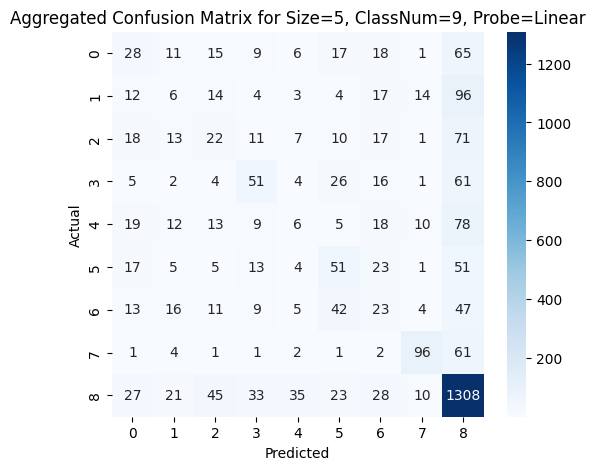 Aggregated Confusion Matrix for Size=5, ClassNum=9, Probe=Linear
0 28 11 15 9 6 17 18 1 65
1 12 6 14 4 3 4 17 14 96
2 18 13 22 11 7 10 17 1 71
3 5 2 4 51 4 26 16 1 61
4 19 12 13 9 6 5 18 10 78
5 17 5 5 13 4 51 23 1 51
6 13 16 11 9 5 42 23 4 47
7 1 4 1 1 2 1 2 96 61
8 27 21 45 33 35 23 28 10 1308
0 1 2 3 4 5 6 7 8
Predicted
Actual
1200
1000
800
600
400
200